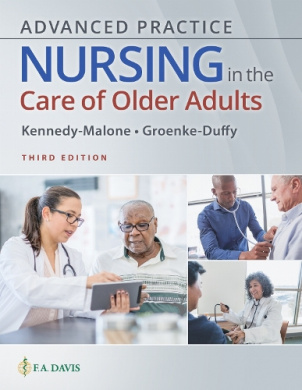 ADVANCED PRACTICE
NURSING in the
Care of Older Adults
Kennedy-Malone • Groenke-Duffy
THIRD EDITION
F.A. DAVIS